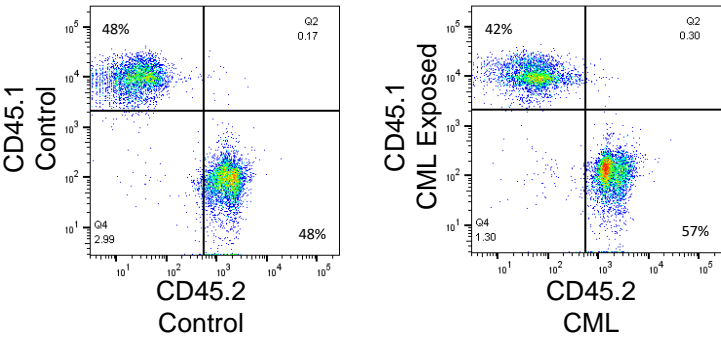 48%
Q2
0.17
10^5
10^4
10^3
10^2
10^1
Q4
2.99
48%
10^1 10^2 10^3 10^4 10^5
CD45.1
Control
CD45.2
Control
42%
Q2
0.30
10^5
10^4
10^3
10^2
10^1
Q4
1.30
57%
10^1 10^2 10^3 10^4 10^5
CD45.1
CML Exposed
CD45.2
CML